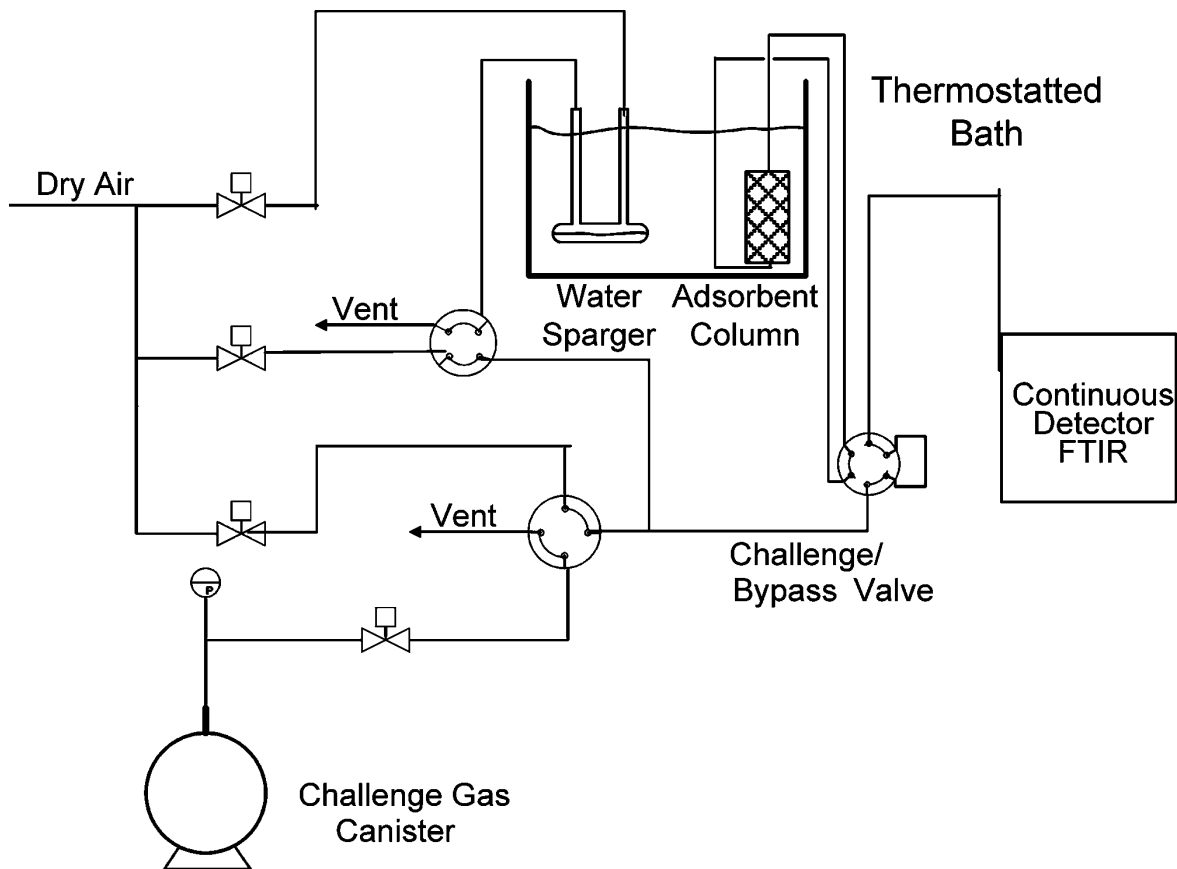 Thermostatted
Bath
Dry Air
Water
Sparger
Adsorbent
Column
Vent
Continuous
Detector
FTIR
Vent
Challenge/
Bypass Valve
P
Challenge Gas
Canister